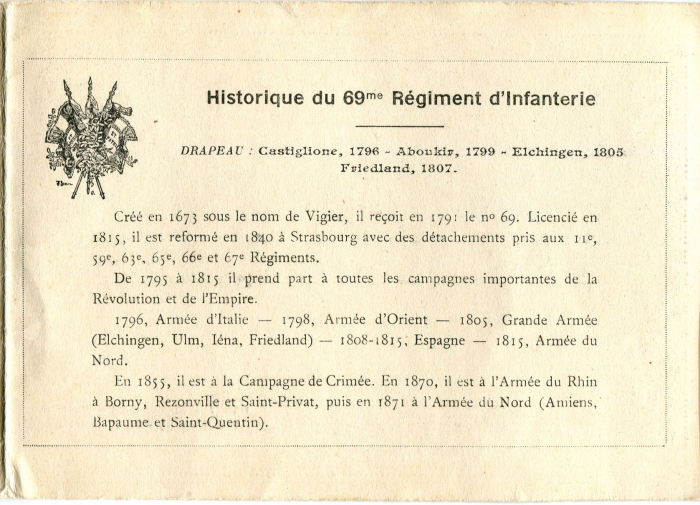 Historique du 69me Régiment d'Infanterie
DRAPEAU : Castiglione, 1796 - Aboukir, 1799 - Elchingen, 1805
Friedland, 1807.
Créé en 1673 sous le nom de Vigier, il reçoit en 1791 le no 69. Licencié en
1815, il est reformé en 1840 à Strasbourg avec des détachements pris aux 11e,
59e, 63e, 65e, 66e et 67e Régiments.
De 1795 à 1815 il prend part à toutes les campagnes importantes de la
Révolution et de l'Empire.
1796, Armée d'Italie — 1798, Armée d'Orient — 1805, Grande Armée
(Elchingen, Ulm, Iéna, Friedland) — 1808-1815, Espagne — 1815, Armée du
Nord.
En 1855, il est à la Campagne de Crimée. En 1870, il est à l'Armée du Rhin
à Borny, Rezonville et Saint-Privat, puis en 1871 à l'Armée du Nord (Amiens,
Bapaume et Saint-Quentin).